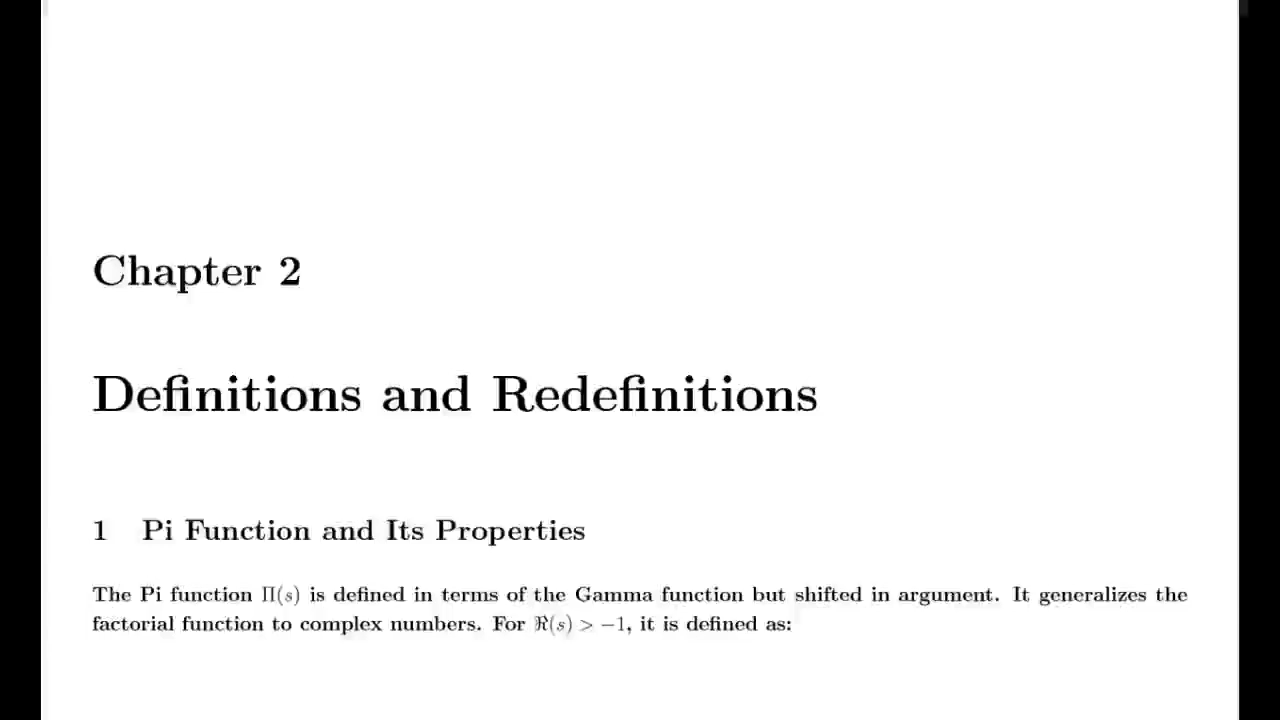 Chapter 2
Definitions and Redefinitions
1 Pi Function and Its Properties
The Pi function Π(s) is defined in terms of the Gamma function but shifted in argument. It generalizes the
factorial function to complex numbers. For ℜ(s) > −1, it is defined as: